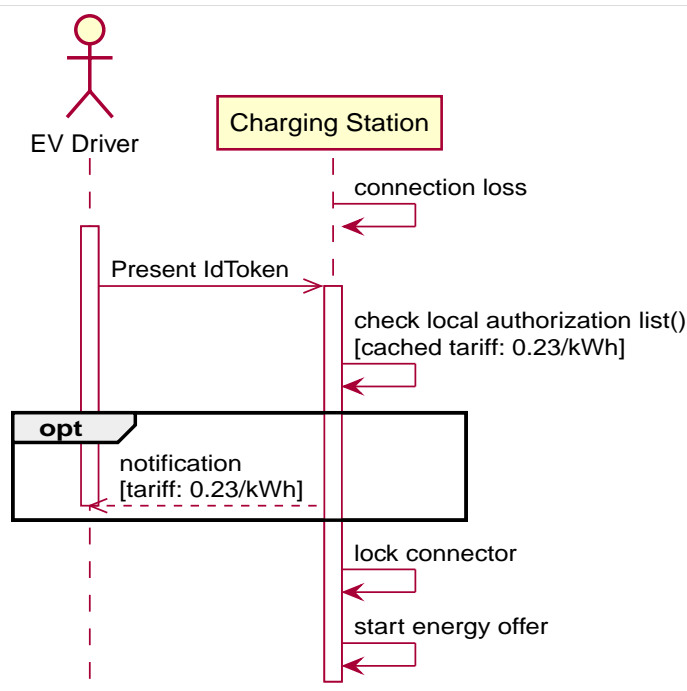 EV Driver
Charging Station
connection loss
Present IdToken
check local authorization list()
[cached tariff: 0.23/kWh]
opt
notification
[tariff: 0.23/kWh]
lock connector
start energy offer